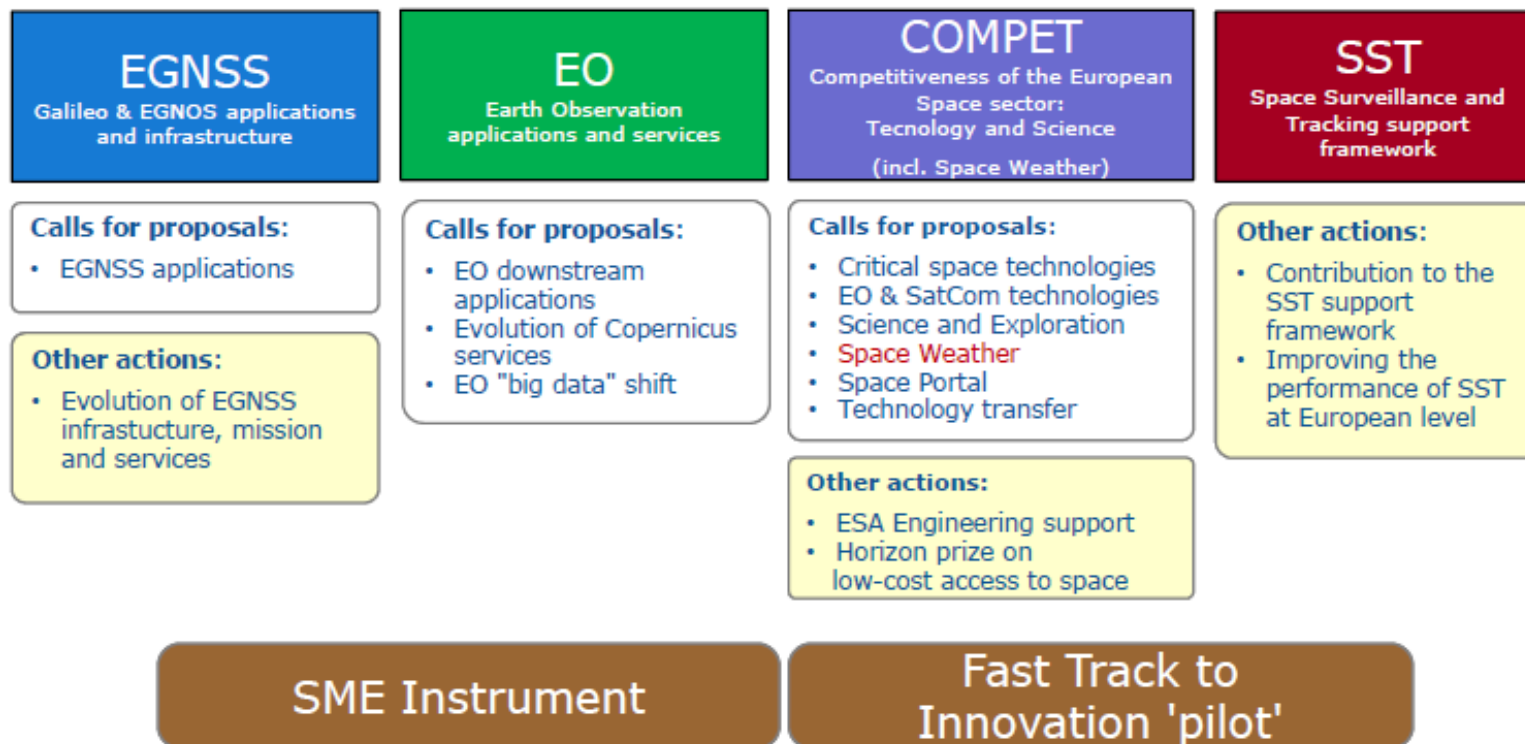 EGNSS
Galileo & EGNOS applications
and infrastructure
Calls for proposals:
• EGNSS applications
Other actions:
• Evolution of EGNSS
infrastucture, mission
and services
EO
Earth Observation
applications and services
Calls for proposals:
• EO downstream
applications
• Evolution of Copernicus
services
• EO "big data" shift
COMPET
Competitiveness of the European
Space sector:
Tecnology and Science
(incl. Space Weather)
Calls for proposals:
• Critical space technologies
• EO & SatCom technologies
• Science and Exploration
• Space Weather
• Space Portal
• Technology transfer
Other actions:
• ESA Engineering support
• Horizon prize on
low-cost access to space
SST
Space Surveillance and
Tracking support
framework
Other actions:
• Contribution to the
SST support
framework
• Improving the
performance of SST
at European level
SME Instrument
Fast Track to
Innovation 'pilot'